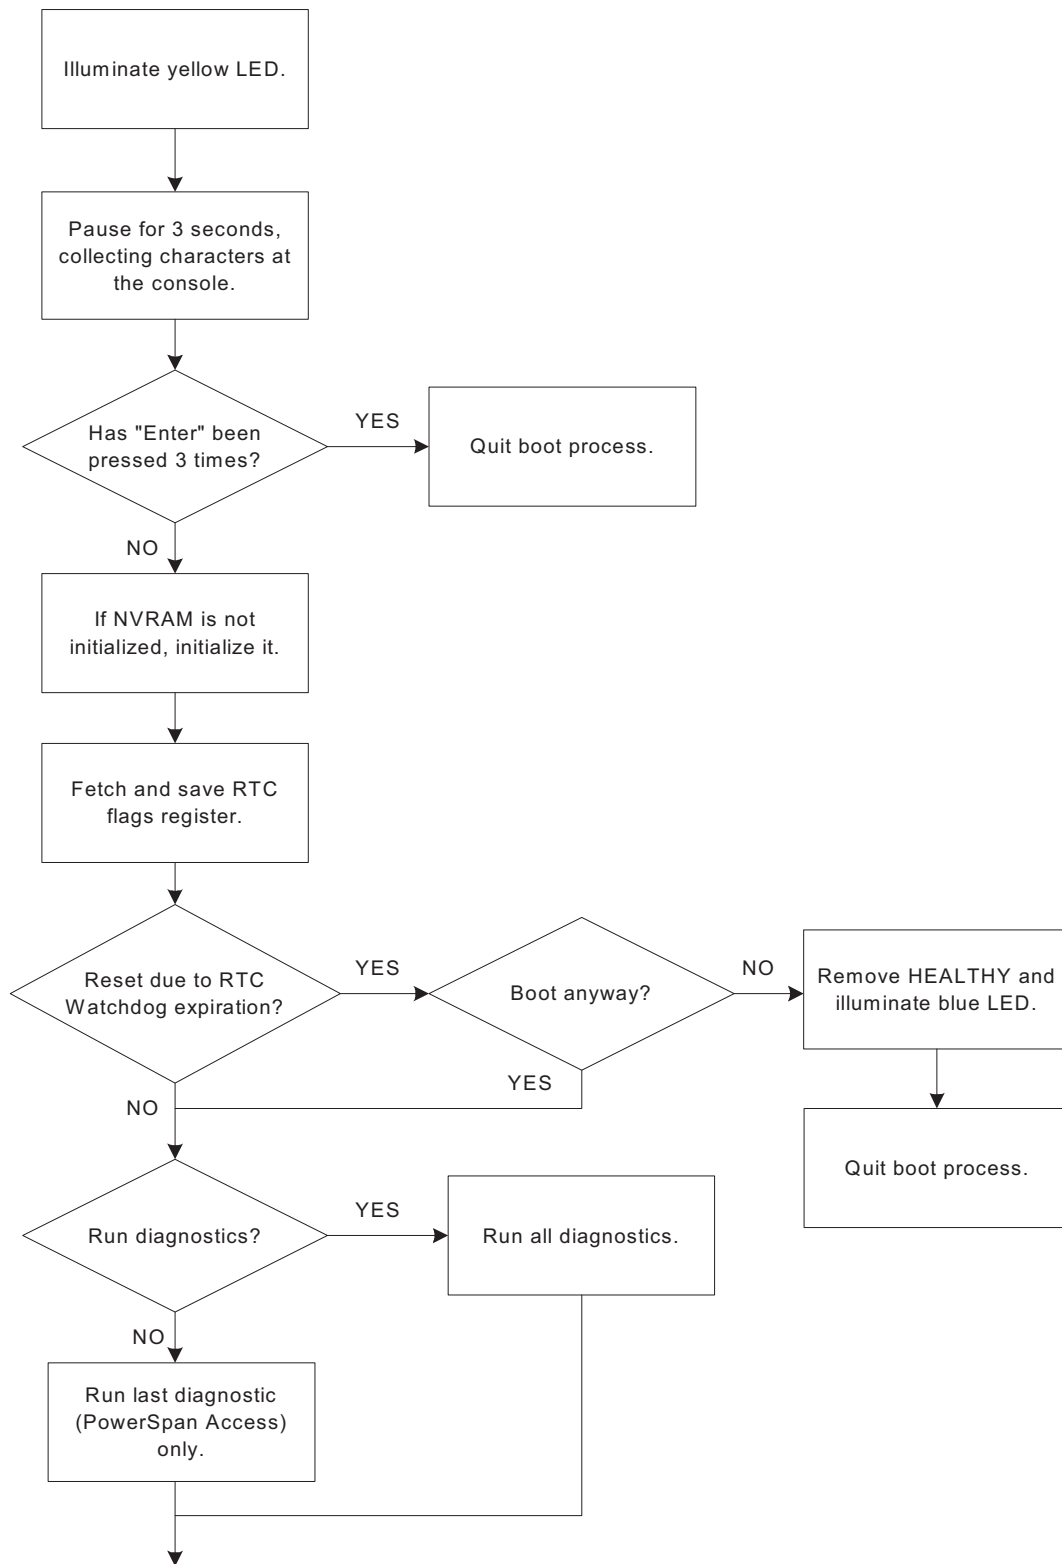 Illuminate yellow LED.
Pause for 3 seconds,
collecting characters at
the console.
Has "Enter" been
pressed 3 times?
YES
Quit boot process.
NO
If NVRAM is not
initialized, initialize it.
Fetch and save RTC
flags register.
Reset due to RTC
Watchdog expiration?
YES
Boot anyway?
NO
Remove HEALTHY and
illuminate blue LED.
YES
NO
Quit boot process.
Run diagnostics?
YES
Run all diagnostics.
NO
Run last diagnostic
(PowerSpan Access)
only.